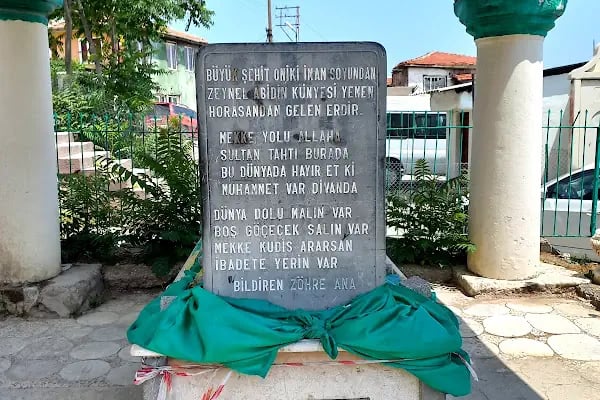 BÜYÜK ŞEHİT ONİKİ İMAN SOYUNDAN
ZEYNEL ABİDİN KÜNYESİ YEMEN
HORASANDAN GELEN ERDİR.
MEKKE YOLU ALLAHA
SULTAN TAHTI BURADA
BU DÜNYADA HAYIR ET Kİ
MUHAMMET VAR DİVANDA
DÜNYA DOLU MALIN VAR
BOŞ GÖÇECEK SALIN VAR
MEKKE KUDİS ARARSAN
İBADETE YERİN VAR
BİLDİREN ZÖHRE ANA